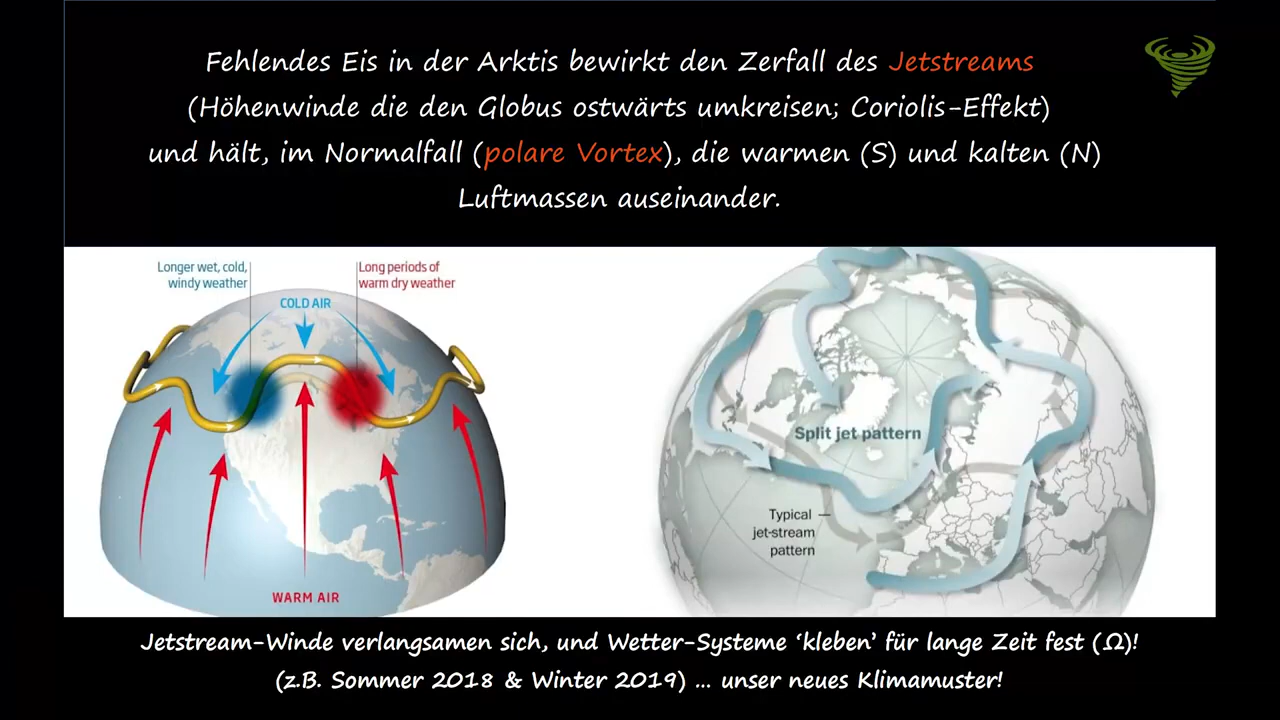 Fehlendes Eis in der Arktis bewirkt den Zerfall des Jetstreams
(Höhenwinde die den Globus ostwärts umkreisen; Coriolis-Effekt)
und hält, im Normalfall (polare Vortex), die warmen (S) und kalten (N)
Luftmassen auseinander.
Longer wet, cold,
windy weather
Long periods of
warm dry weather
COLD AIR
WARM AIR
Split jet pattern
Typical
jet-stream
pattern
Jetstream-Winde verlangsamen sich, und Wetter-Systeme ‘kleben’ für lange Zeit fest (Ω)!
(z.B. Sommer 2018 & Winter 2019) ... unser neues Klimamuster!